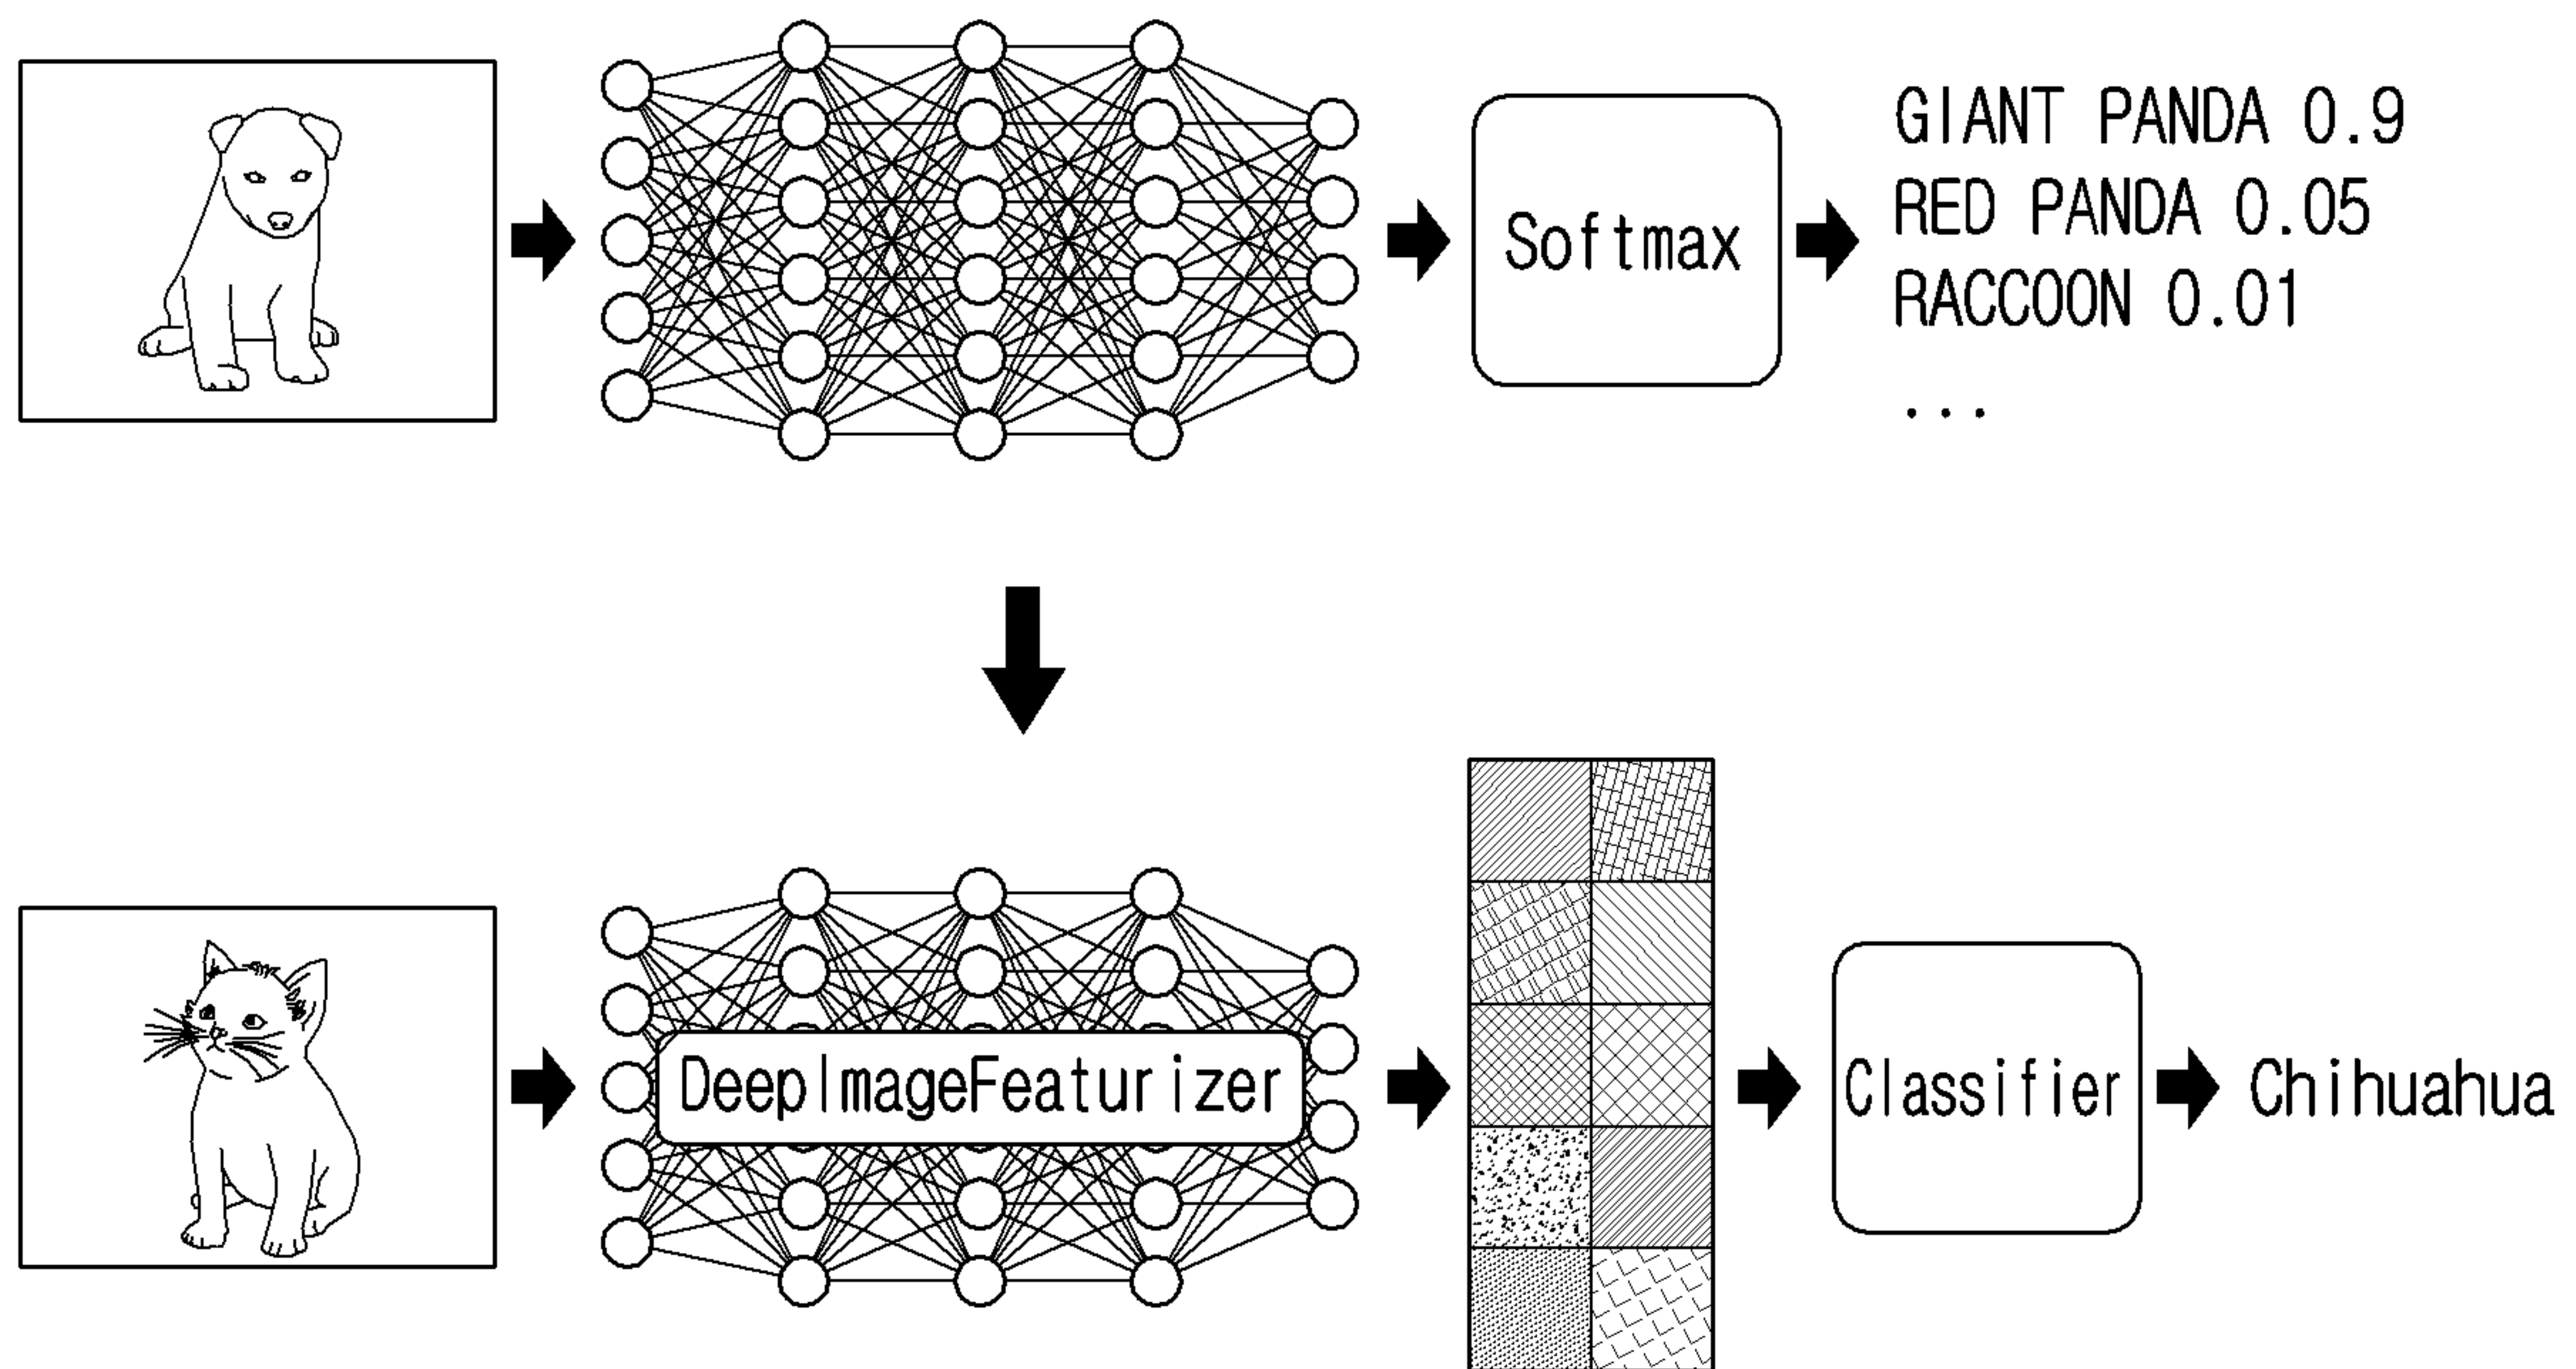 GIANT PANDA 0.9
RED PANDA 0.05
RACCOON 0.01
...
Softmax
DeepImageFeaturizer
Classifier
Chihuahua